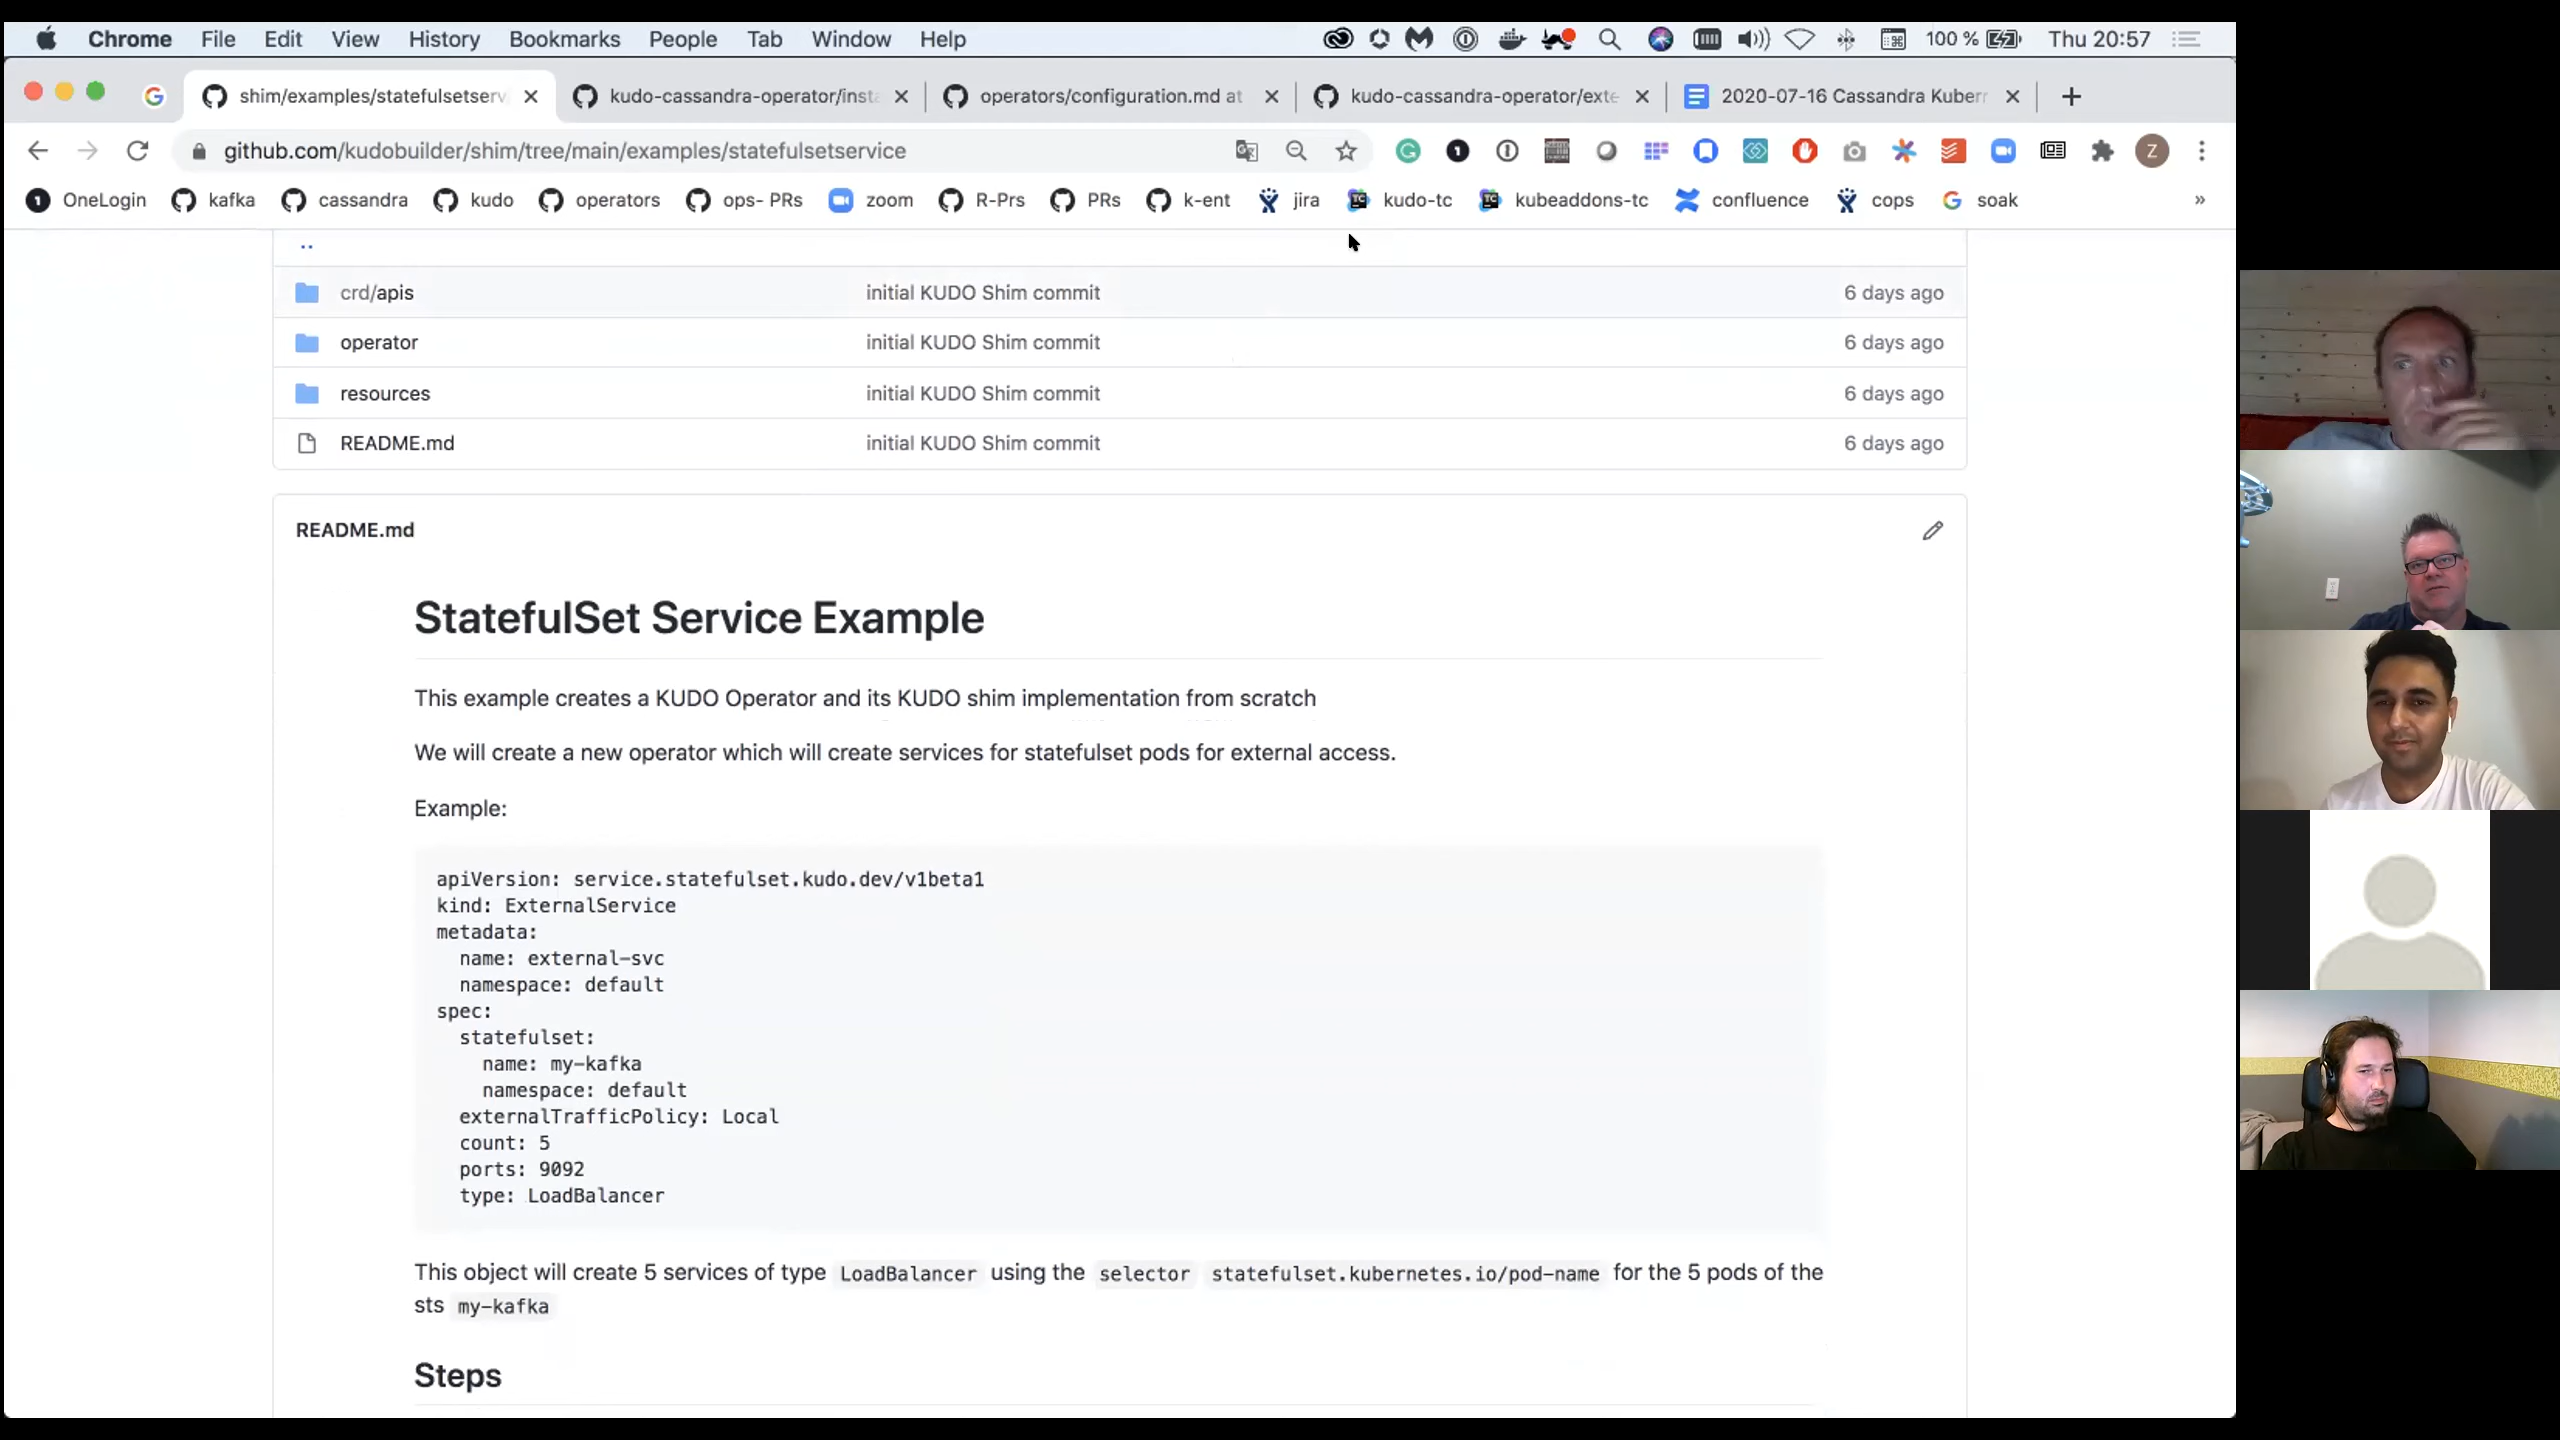 Chrome File Edit View History Bookmarks People Tab Window Help 100 % Thu 20:57
shim/examples/statefulsetserv kudo-cassandra-operator/insta operators/configuration.md at kudo-cassandra-operator/exte 2020-07-16 Cassandra Kubern
github.com/kudobuilder/shim/tree/main/examples/statefulsetservice
OneLogin kafka cassandra kudo operators ops- PRs zoom R-Prs PRs k-ent jira kudo-tc kubeaddons-tc confluence cops soak »
..
crd/apis initial KUDO Shim commit 6 days ago
operator initial KUDO Shim commit 6 days ago
resources initial KUDO Shim commit 6 days ago
README.md initial KUDO Shim commit 6 days ago
README.md
StatefulSet Service Example
This example creates a KUDO Operator and its KUDO shim implementation from scratch
We will create a new operator which will create services for statefulset pods for external access.
Example:
apiVersion: service.statefulset.kudo.dev/v1beta1
kind: ExternalService
metadata:
name: external-svc
namespace: default
spec:
statefulset:
name: my-kafka
namespace: default
externalTrafficPolicy: Local
count: 5
ports: 9092
type: LoadBalancer
This object will create 5 services of type LoadBalancer using the selector statefulset.kubernetes.io/pod-name for the 5 pods of the
sts my-kafka
Steps